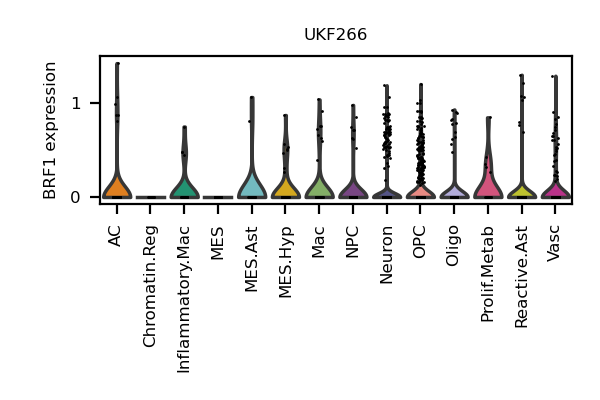 UKF266
BRF1 expression
1
0
AC
Chromatin.Reg
Inflammatory.Mac
MES
MES.Ast
MES.Hyp
Mac
NPC
Neuron
OPC
Oligo
Prolif.Metab
Reactive.Ast
Vasc